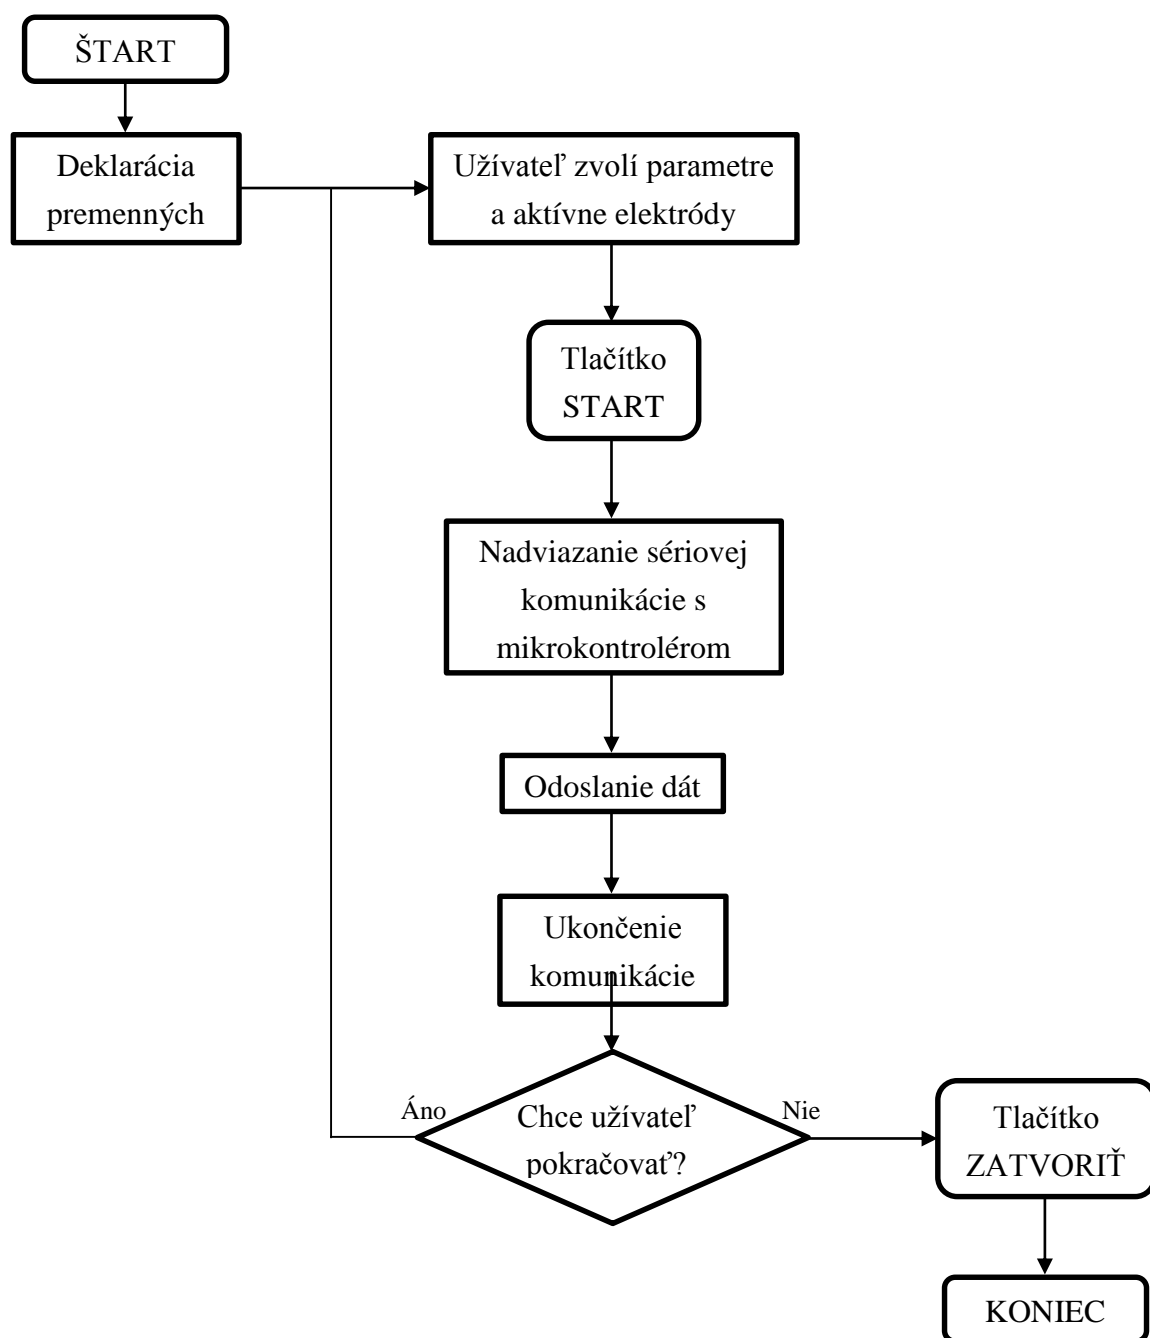 ŠTART
Deklarácia
premenných
Užívateľ zvolí parametre
a aktívne elektródy
Tlačítko
START
Nadviazanie sériovej
komunikácie s
mikrokontrolérom
Odoslanie dát
Ukončenie
komunikácie
Chce užívateľ
pokračovať?
Áno
Nie
Tlačítko
ZATVORIŤ
KONIEC